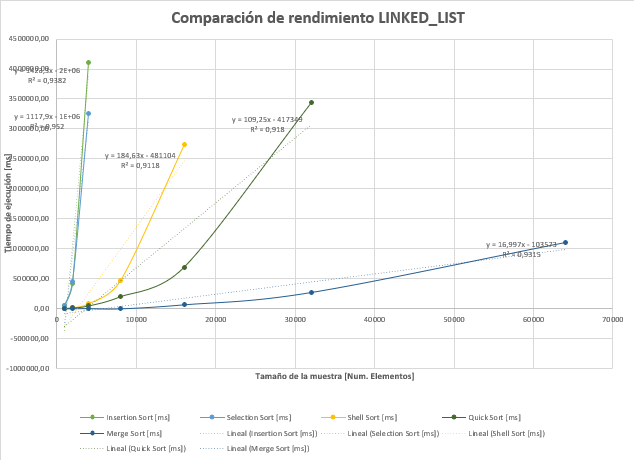 Comparación de rendimiento LINKED_LIST
4500000,00
4000000,00
3500000,00
3000000,00
2500000,00
2000000,00
1500000,00
1000000,00
500000,00
0,00
-500000,00
-1000000,00
Tiempo de ejecución [ms]
R² = 0,9382
y = 1117,9x - 1E+06
R² = 0,952
y = 184,63x - 481104
R² = 0,9118
y = 109,25x - 417349
R² = 0,918
y = 16,997x - 103573
R² = 0,9315
0 10000 20000 30000 40000 50000 60000 70000
Tamaño de la muestra [Num. Elementos]
Insertion Sort [ms] Selection Sort [ms] Shell Sort [ms] Quick Sort [ms]
Merge Sort [ms] Lineal (Insertion Sort [ms]) Lineal (Selection Sort [ms]) Lineal (Shell Sort [ms])
Lineal (Quick Sort [ms]) Lineal (Merge Sort [ms])